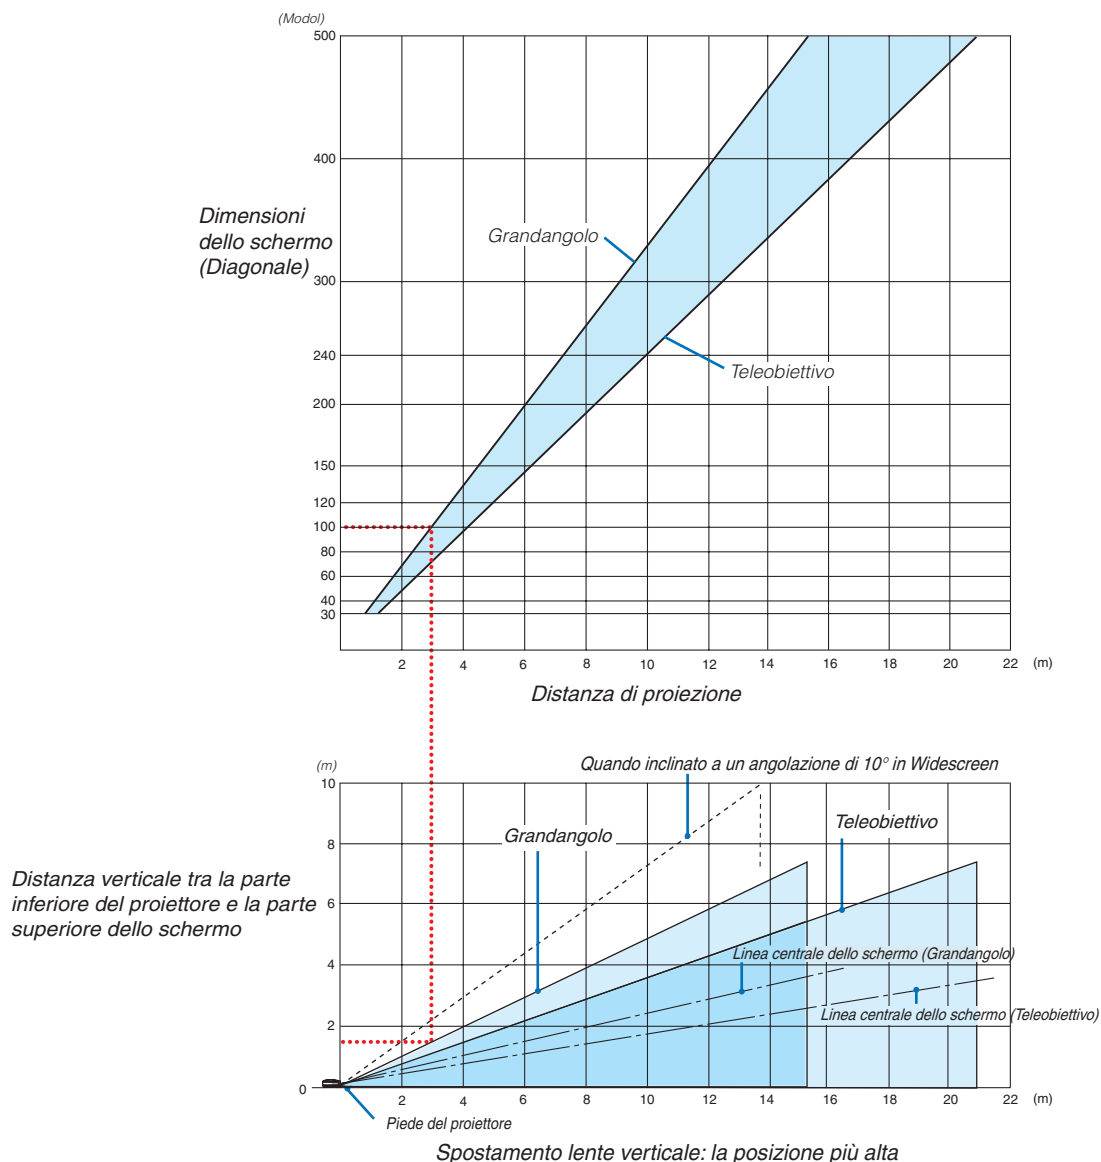 (Modol)
500
400
Dimensioni
dello schermo
(Diagonale)
Grandangolo
300
240
Teleobiettivo
200
150
120
100
80
60
40
30
2 4 6 8 10 12 14 16 18 20 22 (m)
Distanza di proiezione
(m)
Quando inclinato a un angolazione di 10° in Widescreen
10
Grandangolo
Teleobiettivo
8
Distanza verticale tra la parte
inferiore del proiettore e la parte
superiore dello schermo
6
4
Linea centrale dello schermo (Grandangolo)
2
Linea centrale dello schermo (Teleobiettivo)
0
2 4 6 8 10 12 14 16 18 20 22 (m)
Piede del proiettore
Spostamento lente verticale: la posizione più alta